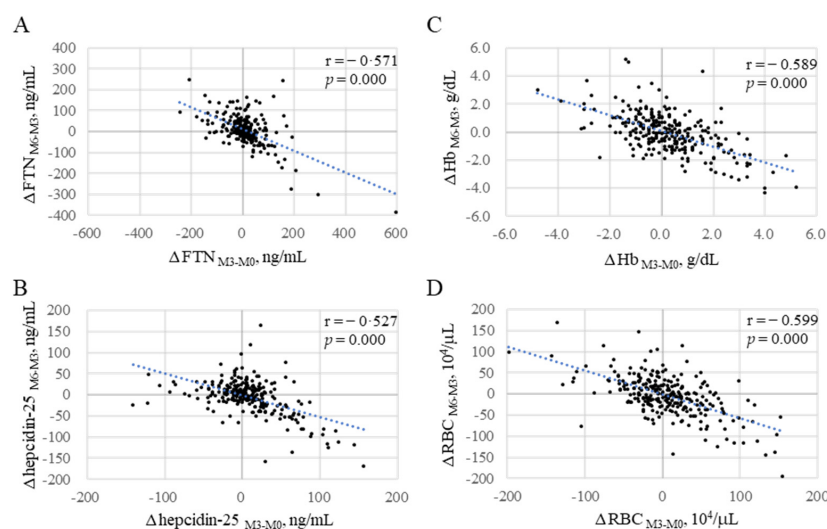 A
400
300
200
100
0
-100
-200
-300
-400
-600 -400 -200 0 200 400 600
ΔFTN M6-M3, ng/mL
ΔFTN M3-M0, ng/mL
r=−0·571
p=0.000
C
6.0
4.0
2.0
0.0
-2.0
-4.0
-6.0
-6.0 -4.0 -2.0 0.0 2.0 4.0 6.0
ΔHb M6-M3, g/dL
ΔHb M3-M0, g/dL
r=−0.589
p=0.000
B
200
150
100
50
0
-50
-100
-150
-200
-200 -100 0 100 200
Δhepcidin-25 M6-M3, ng/mL
Δhepcidin-25 M3-M0, ng/mL
r=−0·527
p=0.000
D
200
150
100
50
0
-50
-100
-150
-200
-200 -100 0 100 200
ΔRBC M6-M3, 10⁴/μL
ΔRBC M3-M0, 10⁴/μL
r=−0.599
p=0.000